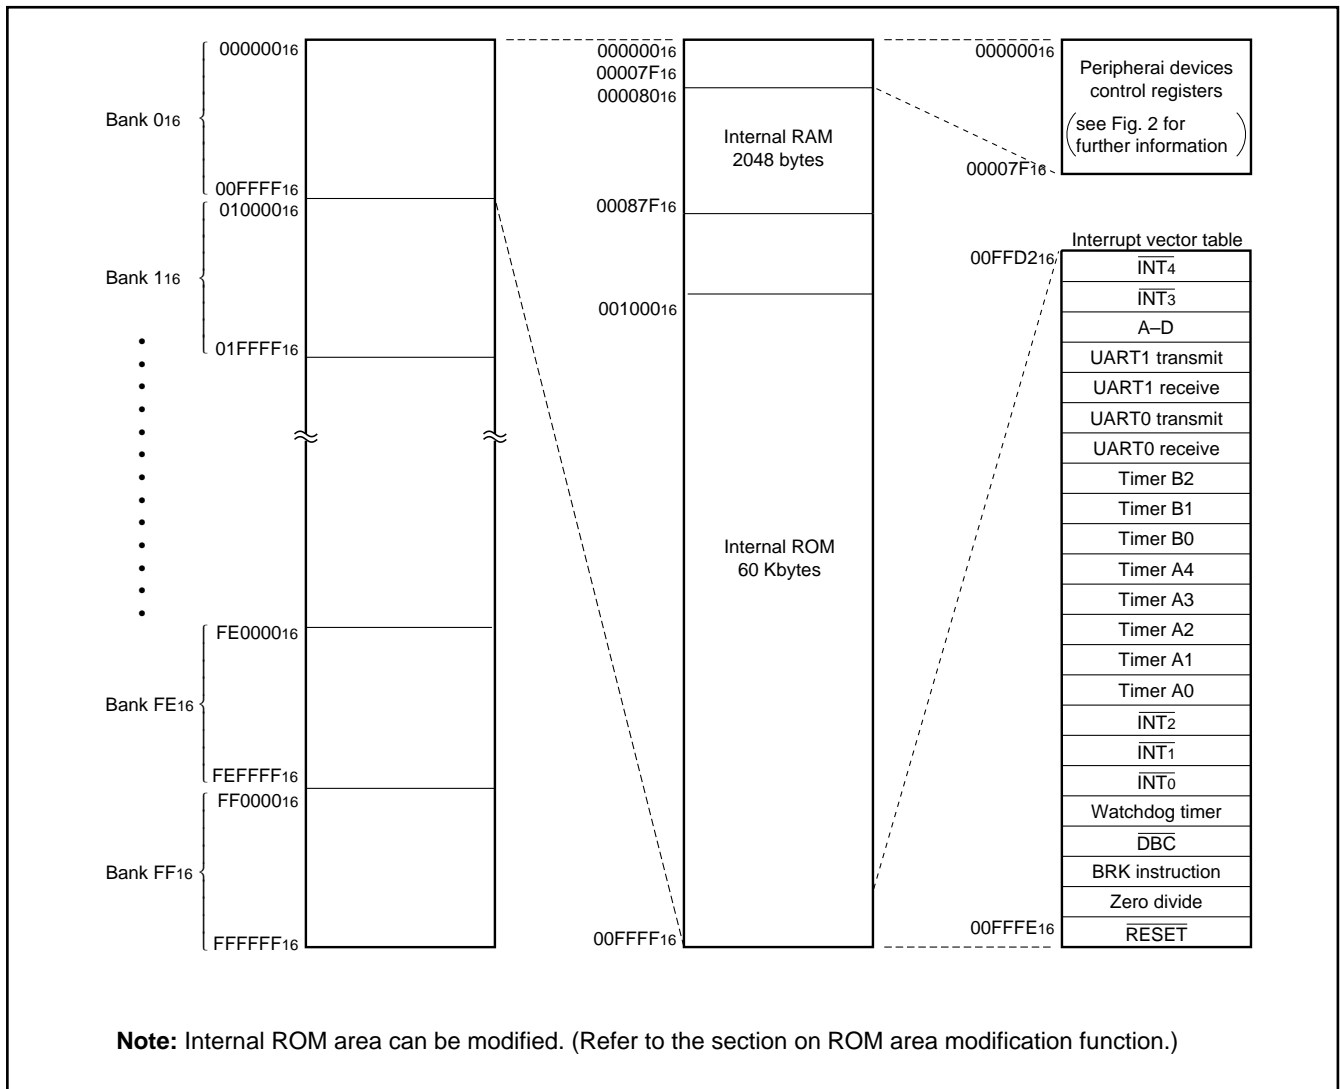 00000016
Bank 016
00FFFF16
01000016
Bank 116
01FFFF16
FE000016
Bank FE16
FEFFFF16
FF000016
Bank FF16
FFFFFF16
00000016
00007F16
00008016
Internal RAM
2048 bytes
00087F16
00100016
Internal ROM
60 Kbytes
00FFFF16
00000016
Peripherai devices
control registers
(see Fig. 2 for
further information)
00007F16
Interrupt vector table
00FFD216
INT4
INT3
A–D
UART1 transmit
UART1 receive
UART0 transmit
UART0 receive
Timer B2
Timer B1
Timer B0
Timer A4
Timer A3
Timer A2
Timer A1
Timer A0
INT2
INT1
INT0
Watchdog timer
DBC
BRK instruction
Zero divide
00FFFE16
RESET
Note: Internal ROM area can be modified. (Refer to the section on ROM area modification function.)